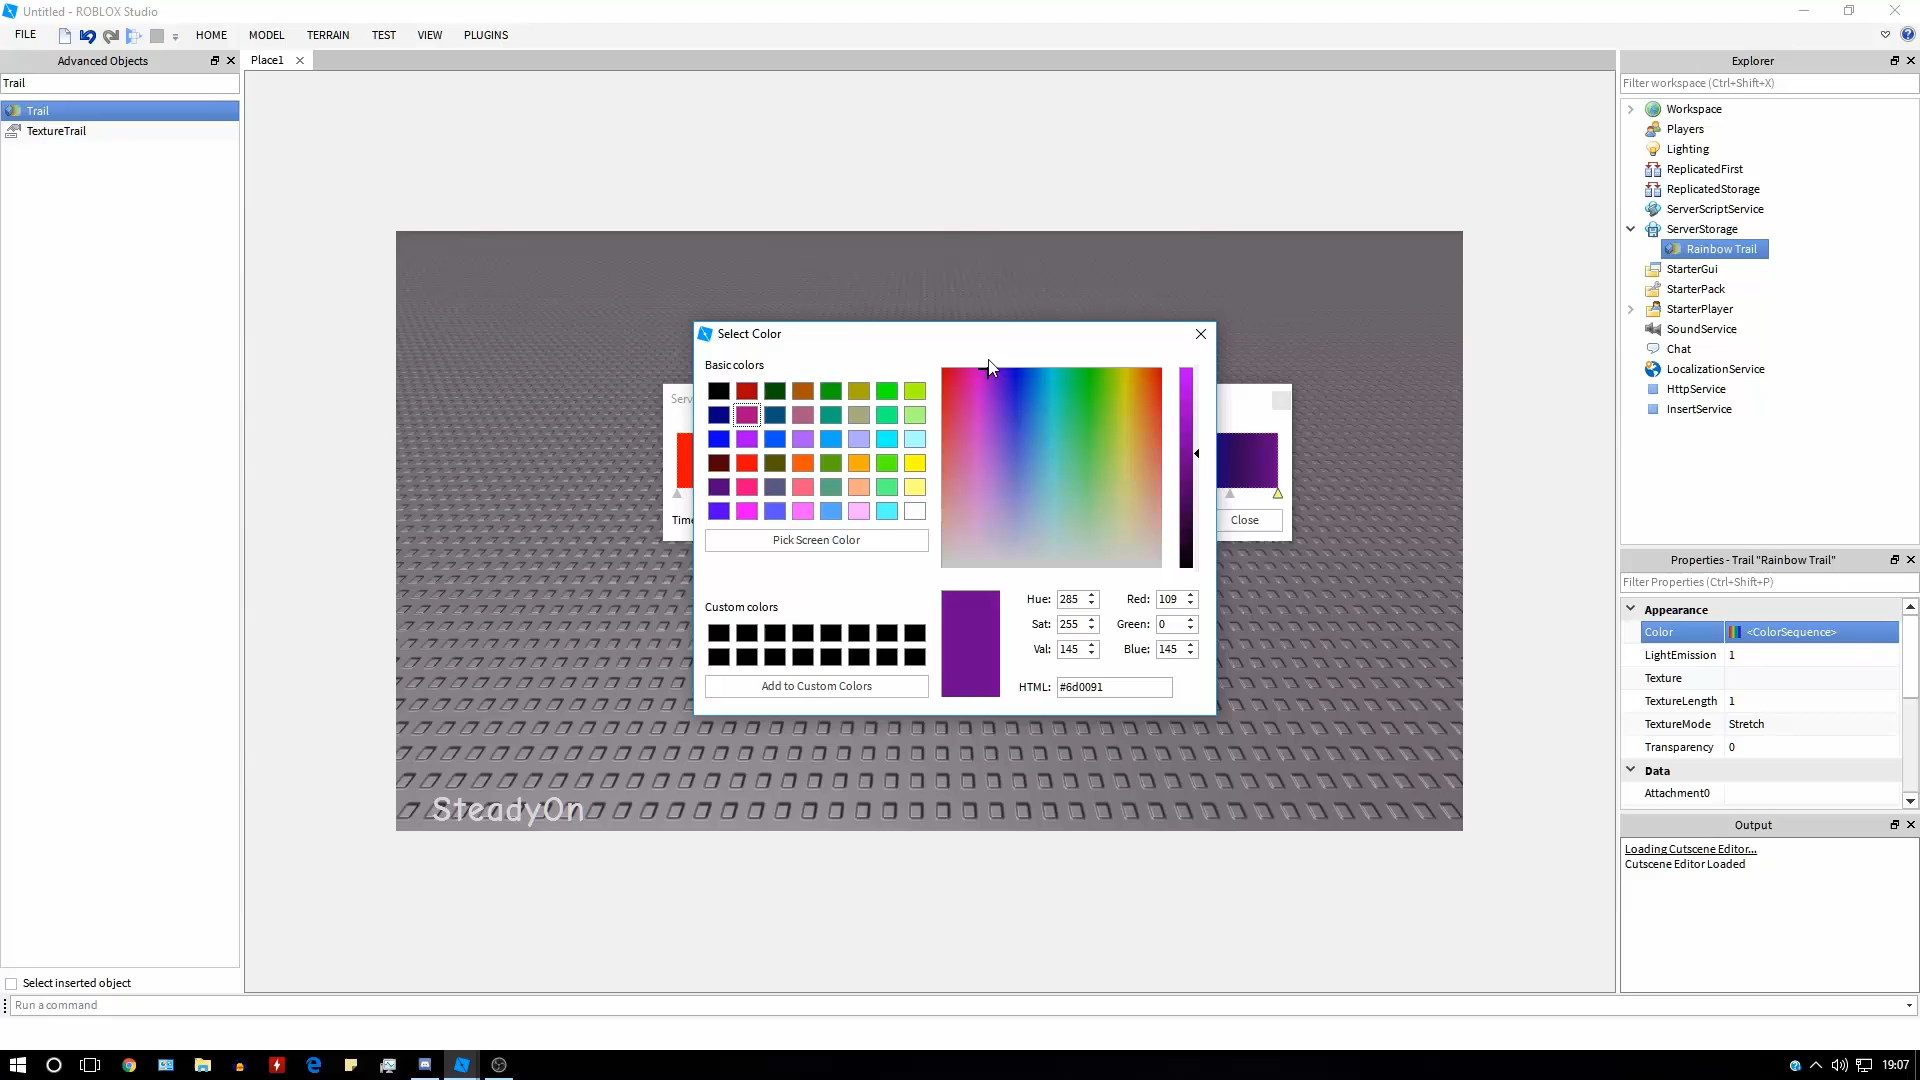 Untitled - ROBLOX Studio
FILE
HOME
MODEL
TERRAIN
TEST
VIEW
PLUGINS
Advanced Objects
Trail
Trail
TextureTrail
Select inserted object
Run a command
Place1
SteadyOn
Serv
Time
Close
Select Color
Basic colors
Pick Screen Color
Custom colors
Add to Custom Colors
Hue: 285 Red: 109
Sat: 255 Green: 0
Val: 145 Blue: 145
HTML: #6d0091
Explorer
Filter workspace (Ctrl+Shift+X)
Workspace
Players
Lighting
ReplicatedFirst
ReplicatedStorage
ServerScriptService
ServerStorage
Rainbow Trail
StarterGui
StarterPack
StarterPlayer
SoundService
Chat
LocalizationService
HttpService
InsertService
Properties - Trail "Rainbow Trail"
Filter Properties (Ctrl+Shift+P)
Appearance
Color <ColorSequence>
LightEmission 1
Texture
TextureLength 1
TextureMode Stretch
Transparency 0
Data
Attachment0
Output
Loading Cutscene Editor...
Cutscene Editor Loaded
19:07